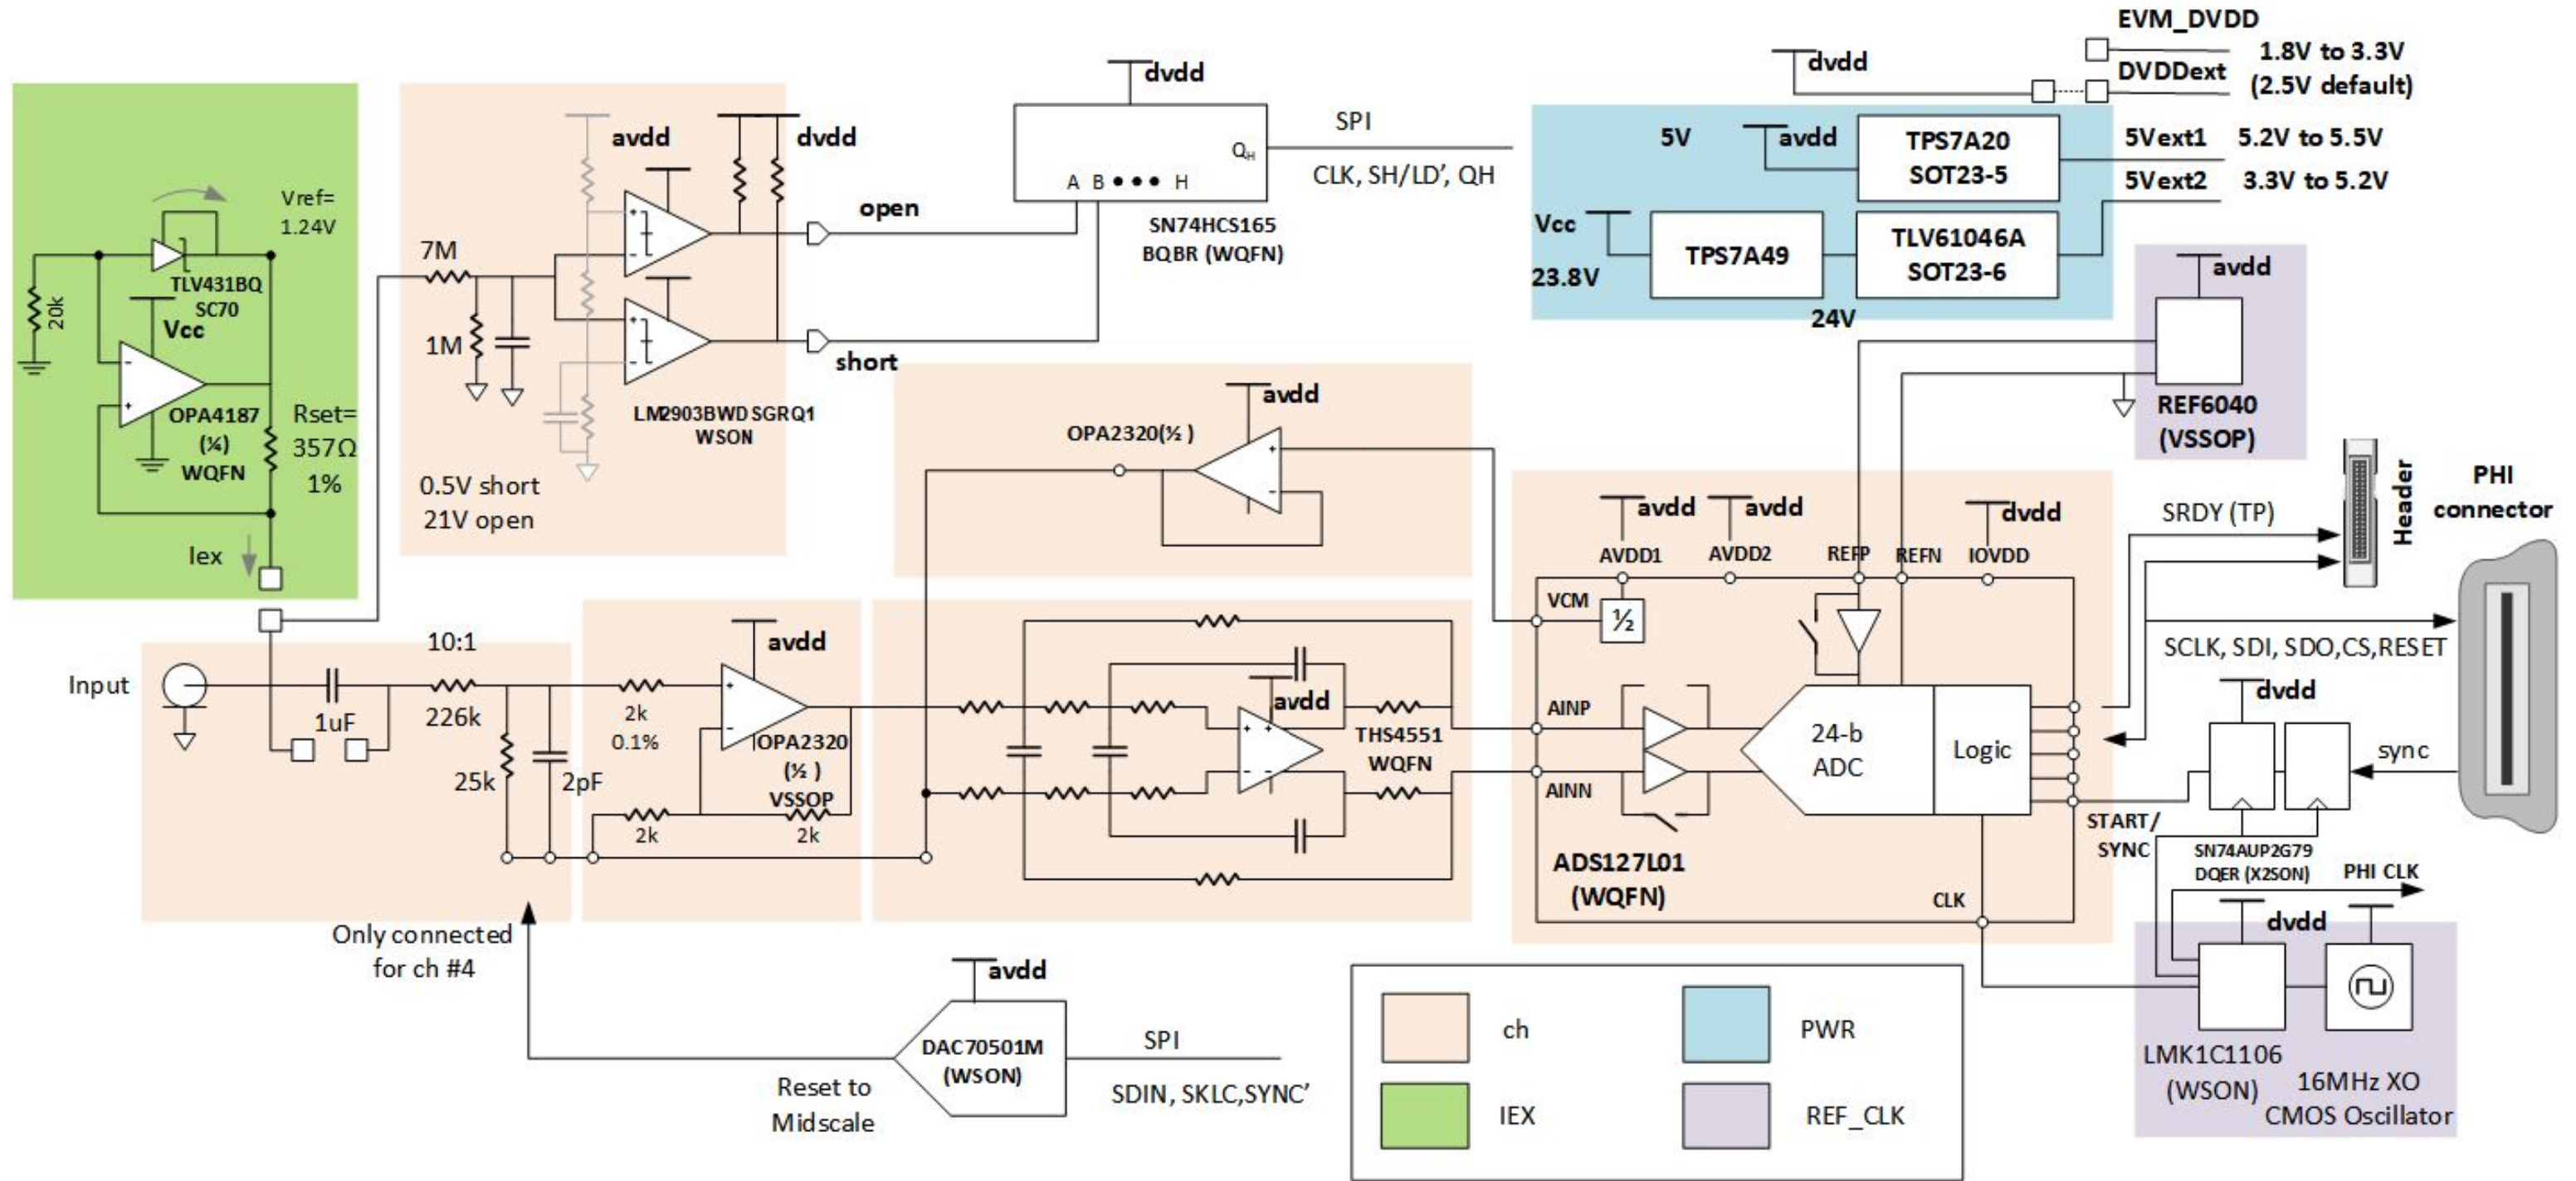 Vref=
1.24V
TLV431BQ
SC70
20k
Vcc
-
+
OPA4187
(¼)
WQFN
Rset=
357Ω
1%
Iex
avdd
dvdd
7M
1M
LM2903BWDSGRQ1
WSON
0.5V short
21V open
open
short
dvdd
QH
A B ••• H
SN74HCS165
BQBR (WQFN)
SPI
CLK, SH/LD', QH
EVM_DVDD
1.8V to 3.3V
DVDDext
(2.5V default)
dvdd
5V
avdd
TPS7A20
SOT23-5
5Vext1
5.2V to 5.5V
5Vext2
3.3V to 5.2V
Vcc
23.8V
TPS7A49
TLV61046A
SOT23-6
24V
avdd
REF6040
(VSSOP)
avdd
OPA2320(½ )
Input
1uF
10:1
226k
25k
2pF
2k
0.1%
avdd
OPA2320
(½ )
VSSOP
2k
2k
avdd
THS4551
WQFN
avdd
avdd
dvdd
AVDD1
AVDD2
REFP
REFN
IOVDD
VCM
½
AINP
AINN
24-b
ADC
Logic
ADS127L01
(WQFN)
CLK
START/
SYNC
SRDY (TP)
Header
PHI
connector
SCLK, SDI, SDO,CS,RESET
dvdd
sync
SN74AUP2G79
DQER (X2SON)
PHI CLK
dvdd
LMK1C1106
(WSON)
16MHz XO
CMOS Oscillator
Only connected
for ch #4
avdd
DAC70501M
(WSON)
Reset to
Midscale
SPI
SDIN, SKLC,SYNC'
ch
PWR
IEX
REF_CLK